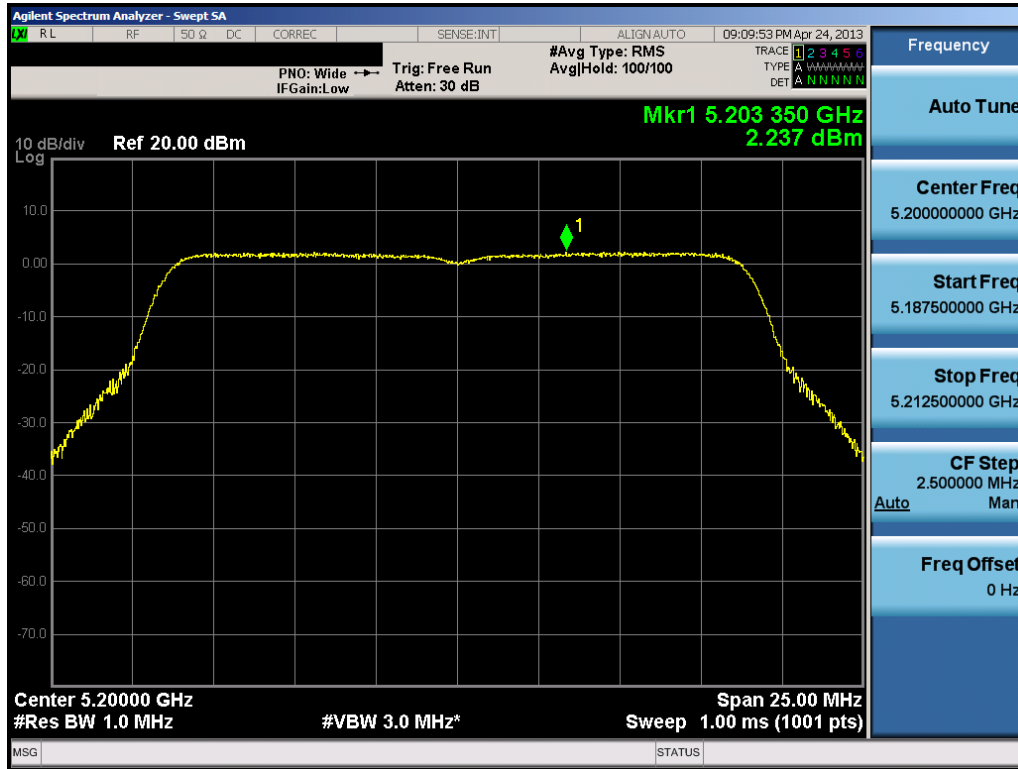 Agilent Spectrum Analyzer - Swept SA
LXI RL RF 50 Ω DC CORREC SENSE:INT ALIGN AUTO 09:09:53 PM Apr 24, 2013
PNO: Wide
IFGain:Low
Trig: Free Run
Atten: 30 dB
#Avg Type: RMS
Avg|Hold: 100/100
TRACE 1 2 3 4 5 6
TYPE A WWWWW
DET A N N N N N
Mkr1 5.203 350 GHz
2.237 dBm
10 dB/div Ref 20.00 dBm
Log
10.0
0.00
-10.0
-20.0
-30.0
-40.0
-50.0
-60.0
-70.0
1
Center 5.20000 GHz Span 25.00 MHz
#Res BW 1.0 MHz #VBW 3.0 MHz* Sweep 1.00 ms (1001 pts)
MSG STATUS
Frequency
Auto Tune
Center Freq
5.200000000 GHz
Start Freq
5.187500000 GHz
Stop Freq
5.212500000 GHz
CF Step
2.500000 MHz
Auto Man
Freq Offset
0 Hz